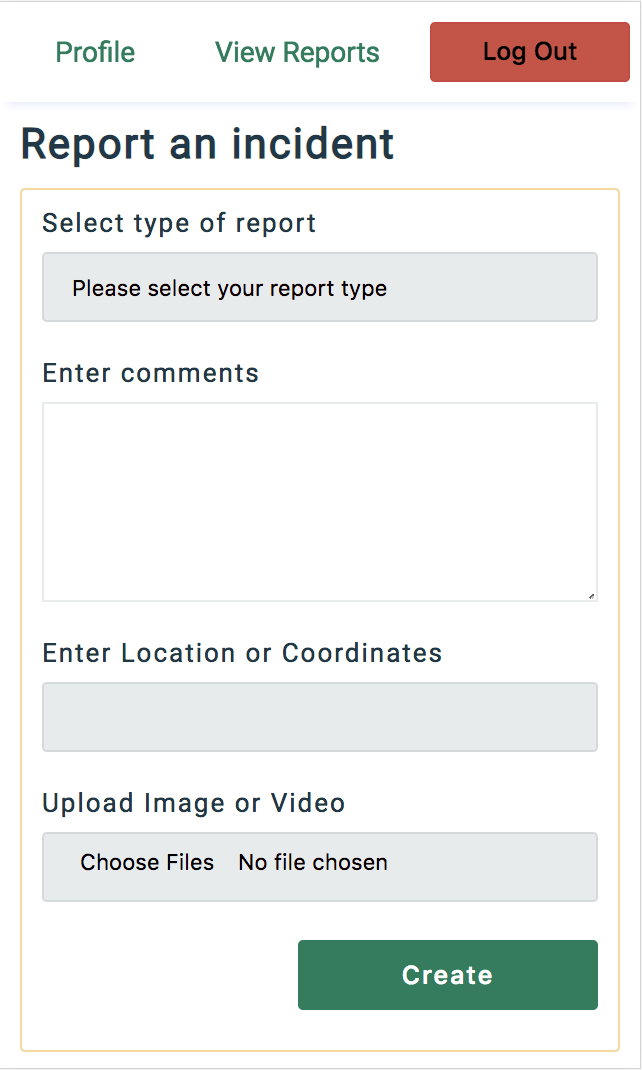 Profile View Reports Log Out
Report an incident
Select type of report
Please select your report type
Enter comments
Enter Location or Coordinates
Upload Image or Video
Choose Files No file chosen
Create